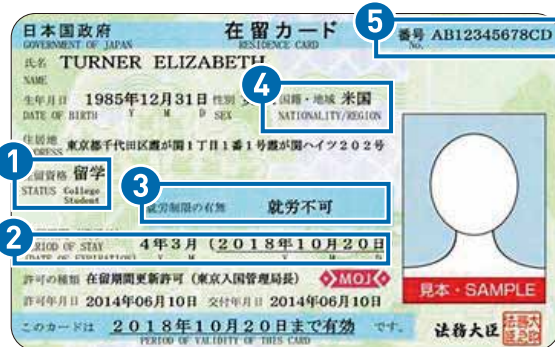 日本国政府 在留カード 5 番号 AB12345678CD
GOVERNMENT OF JAPAN RESIDENCE CARD No.
氏名 TURNER ELIZABETH
NAME
生年月日 1985年12月31日 性別 4 国籍・地域 米国
DATE OF BIRTH Y M D SEX NATIONALITY/REGION
住居地 東京都千代田区霞が関1丁目1番1号霞が関ハイツ202号
1 在留資格 留学
STATUS College Student
3 就労制限の有無 就労不可
2 PERIOD OF STAY 4年3月(2018年10月20日
(DATE OF EXPIRATION) Y M Y M D
許可の種類 在留期間更新許可(東京入国管理局長) MOJ
許可年月日 2014年06月10日 交付年月日 2014年06月10日
見本・SAMPLE
このカードは 2018年10月20日まで有効 です。
PERIOD OF VALIDITY OF THIS CARD
法務大臣